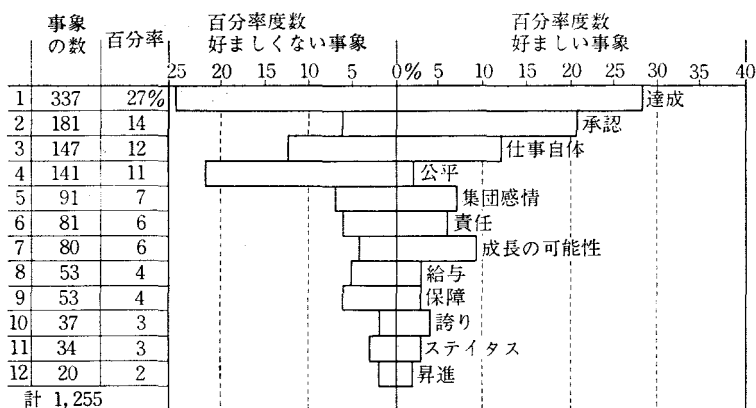 事象の数 百分率 百分率度数 好ましくない事象 百分率度数 好ましい事象
25 20 15 10 5 0% 10 20 30 35 40
1 337 27% 達成
2 181 14 承認
3 147 12 仕事自体
4 141 11 公平
5 91 7 集団感情
6 81 6 責任
7 80 6 成長の可能性
8 53 4 給与
9 53 4 保障
10 37 3 誇り
11 34 3 ステイタス
12 20 2 昇進
計 1,255